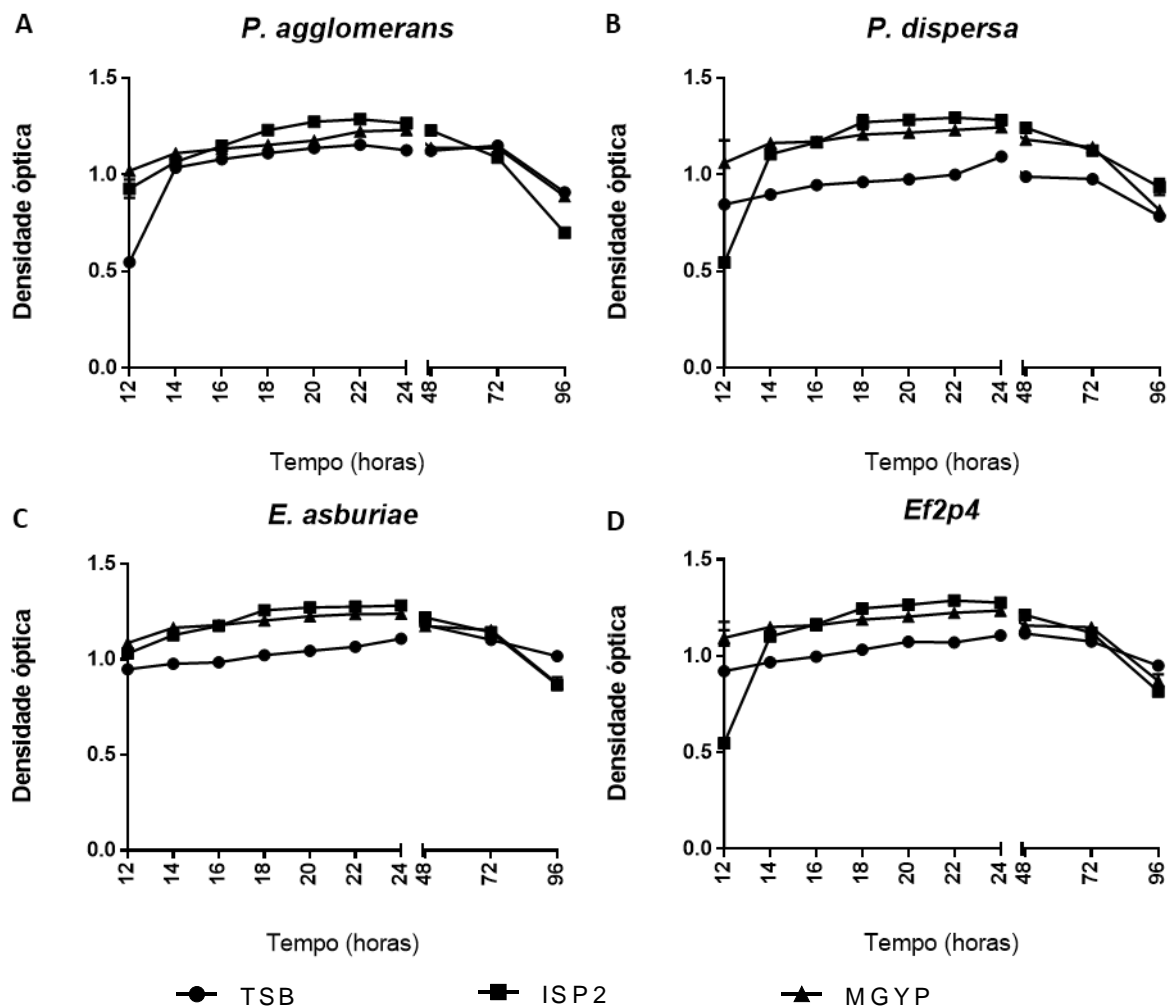 A
P. agglomerans
Densidade óptica
1.5
1.0
0.5
0.0
12 14 16 18 20 22 24 48 72 96
Tempo (horas)
B
P. dispersa
Densidade óptica
1.5
1.0
0.5
0.0
12 14 16 18 20 22 24 48 72 96
Tempo (horas)
C
E. asburiae
Densidade óptica
1.5
1.0
0.5
0.0
12 14 16 18 20 22 24 48 72 96
Tempo (horas)
D
Ef2p4
Densidade óptica
1.5
1.0
0.5
0.0
12 14 16 18 20 22 24 48 72 96
Tempo (horas)
TSB ISP2 MGYP